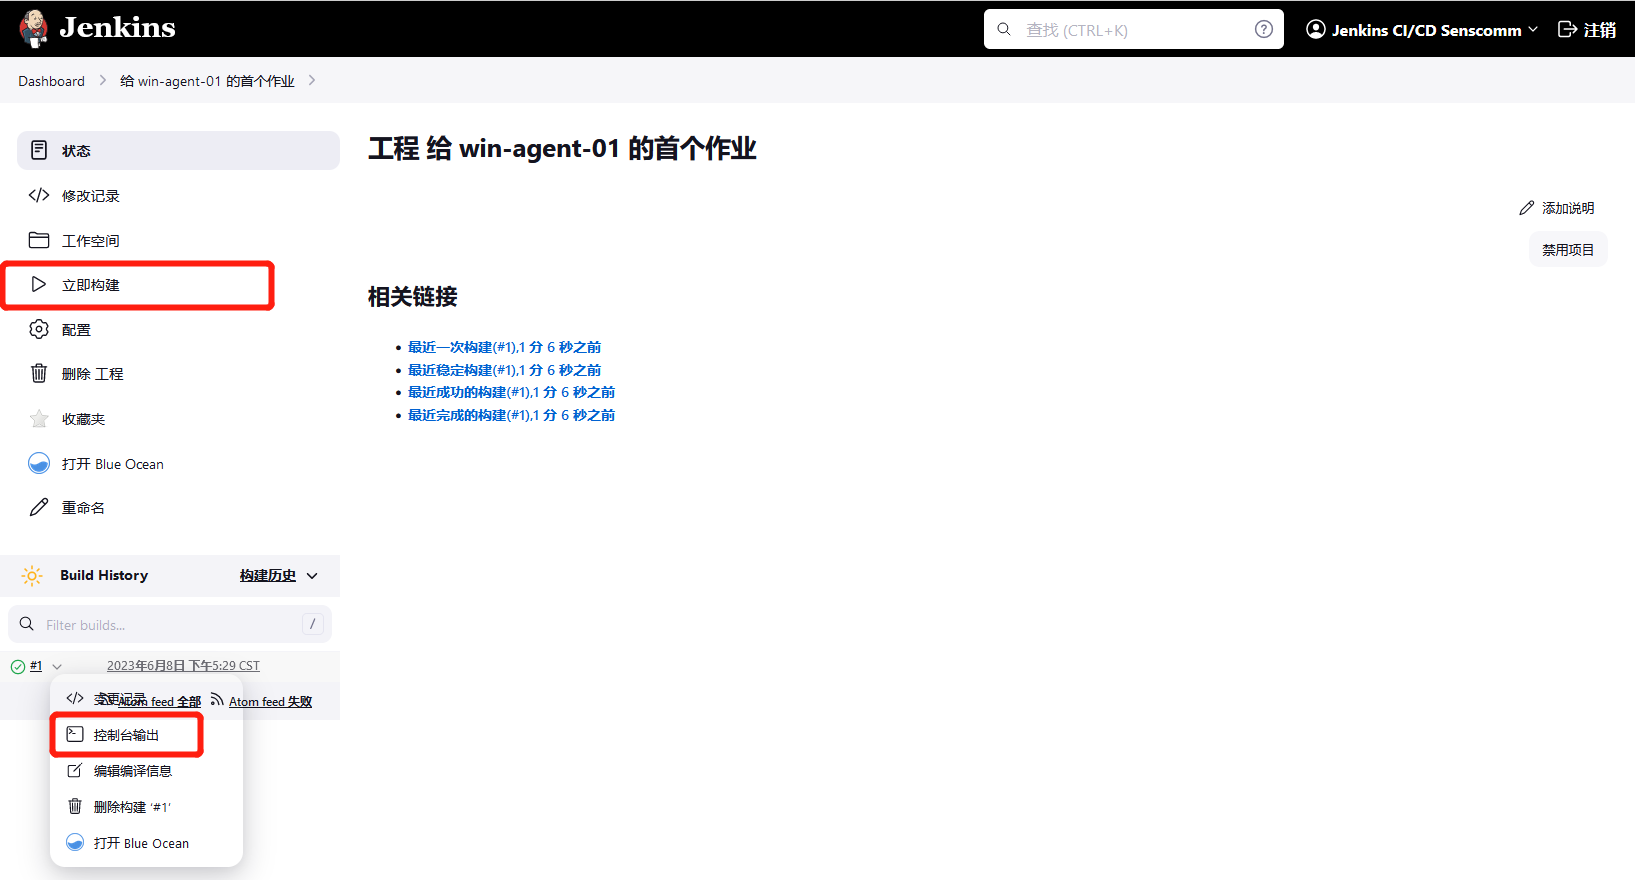 Jenkins
查找 (CTRL+K)
Jenkins CI/CD Senscomm
注销
Dashboard
给 win-agent-01 的首个作业
状态
修改记录
工作空间
立即构建
配置
删除 工程
收藏夹
打开 Blue Ocean
重命名
工程 给 win-agent-01 的首个作业
添加说明
禁用项目
相关链接
最近一次构建(#1),1 分 6 秒之前
最近稳定构建(#1),1 分 6 秒之前
最近成功的构建(#1),1 分 6 秒之前
最近完成的构建(#1),1 分 6 秒之前
Build History
构建历史
Filter builds...
/
#1
2023年6月8日 下午5:29 CST
变更记录
Atom feed 全部
Atom feed 失败
控制台输出
编辑编译信息
删除构建 ‘#1’
打开 Blue Ocean